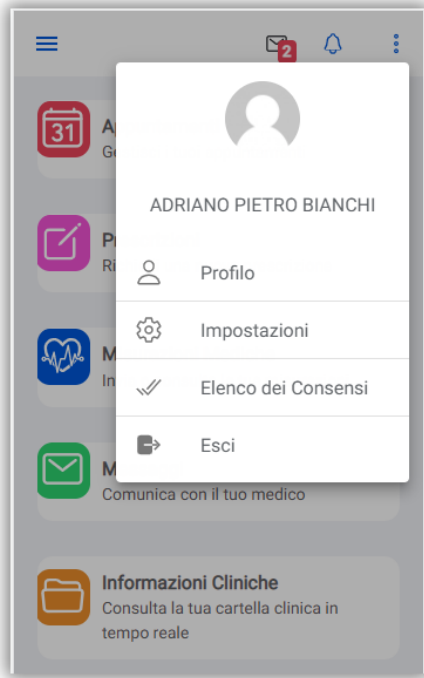 2
31
ADRIANO PIETRO BIANCHI
Profilo
Impostazioni
Elenco dei Consensi
Esci
Comunica con il tuo medico
Informazioni Cliniche
Consulta la tua cartella clinica in
tempo reale